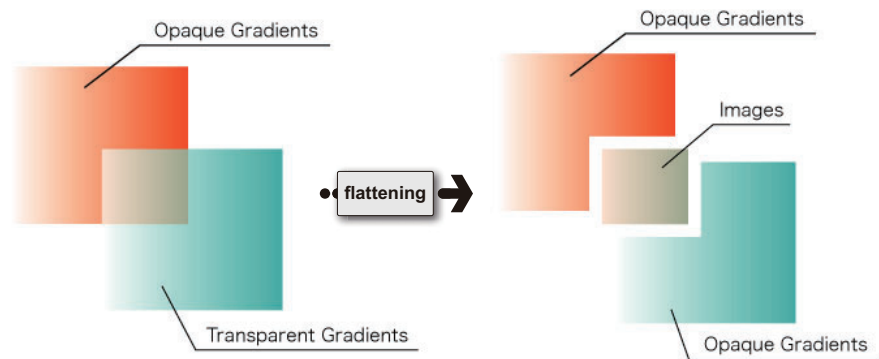 Opaque Gradients
Transparent Gradients
flattening
Opaque Gradients
Images
Opaque Gradients